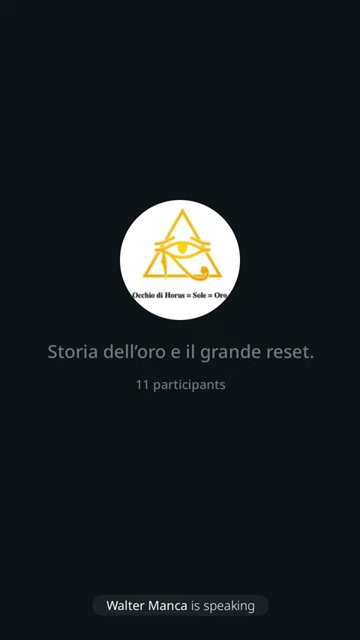 Occhio di Horus = Sole = Oro
Storia dell’oro e il grande reset.
11 participants
Walter Manca is speaking